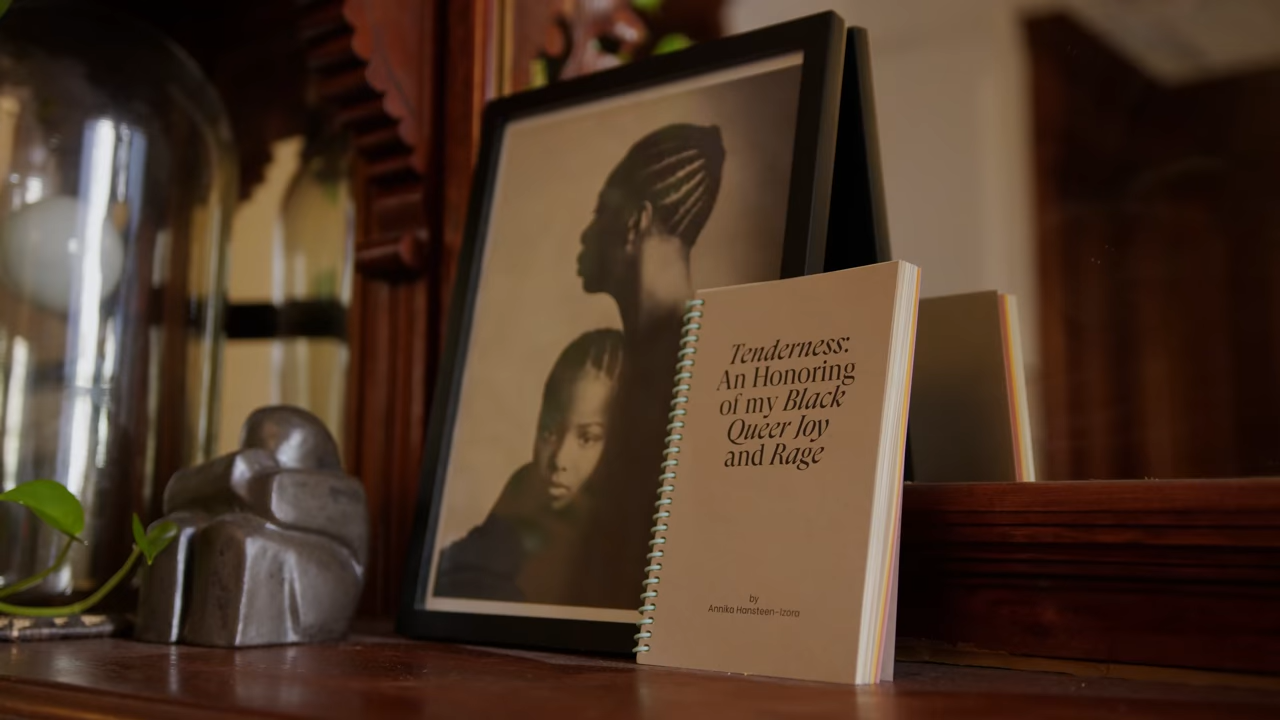 Tenderness:
An Honoring
of my Black
Queer Joy
and Rage
by
Annika Hansteen-Izora